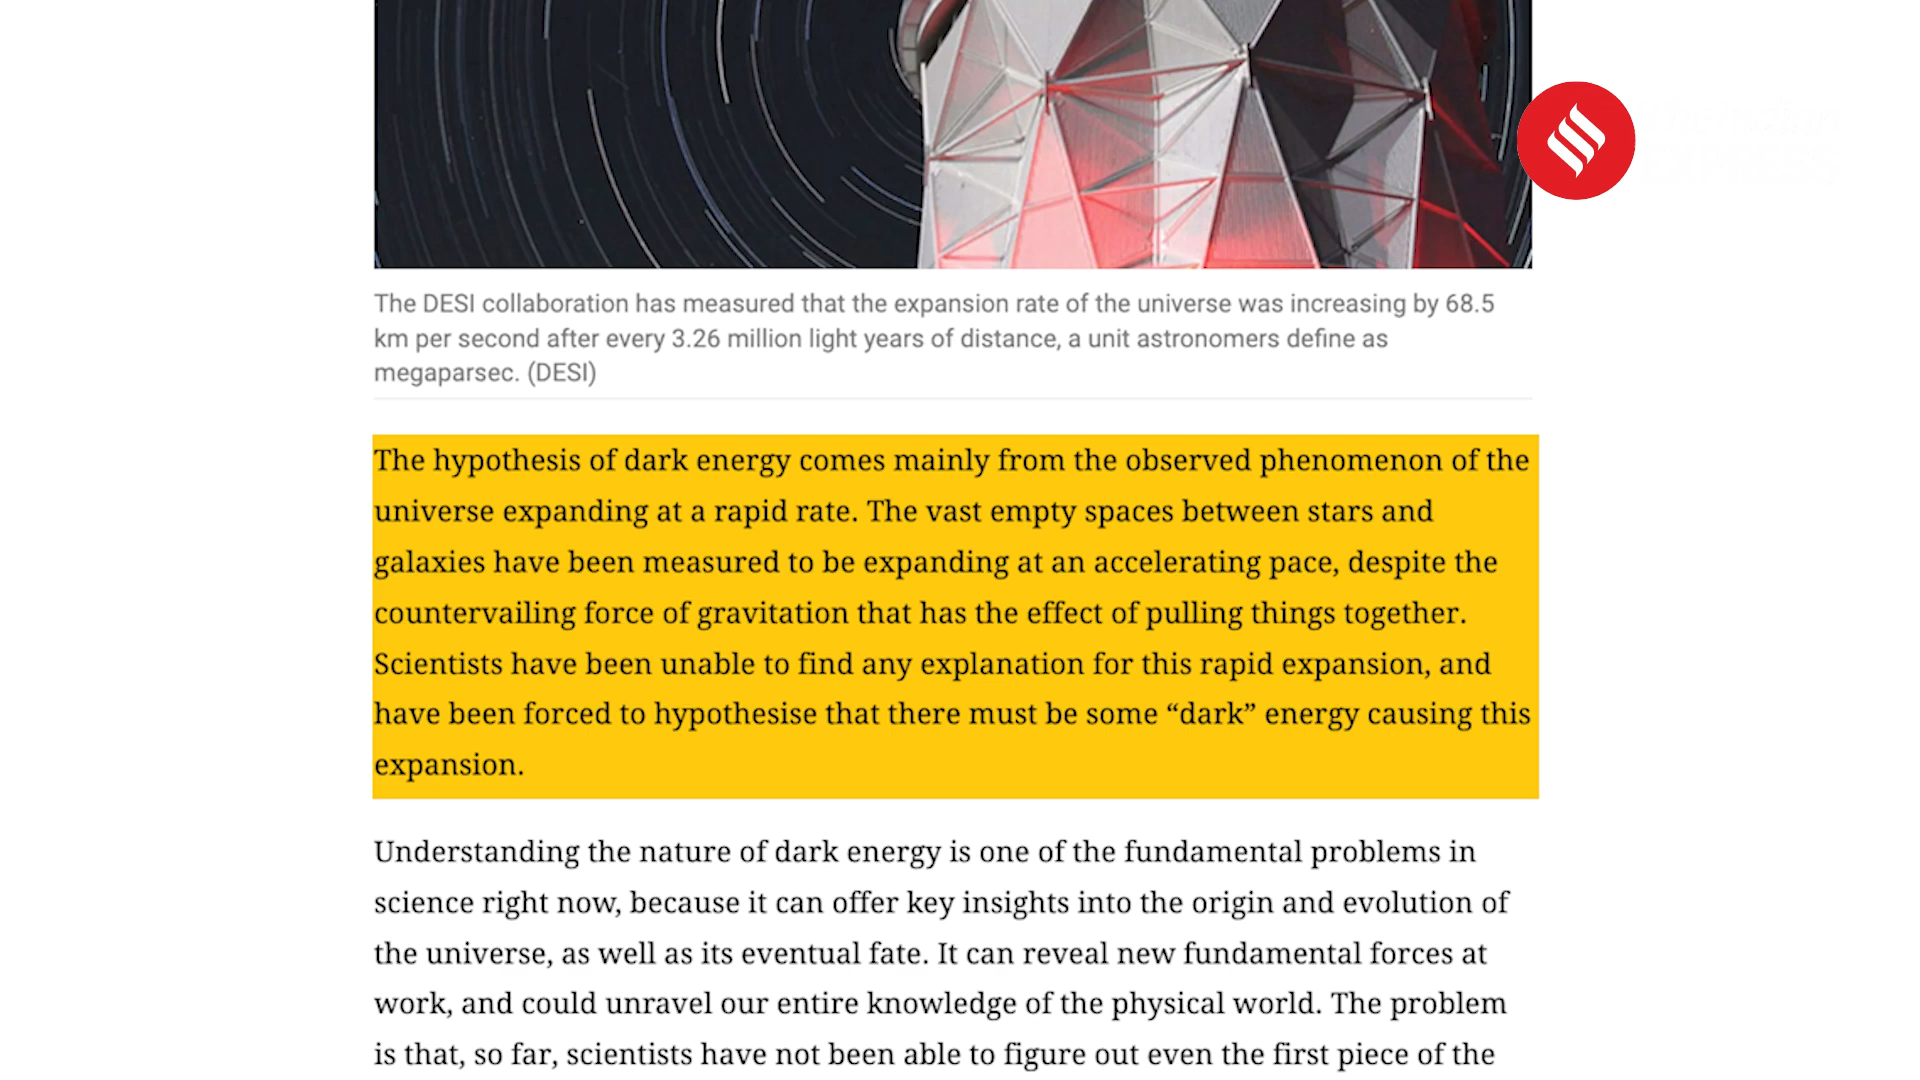 The DESI collaboration has measured that the expansion rate of the universe was increasing by 68.5
km per second after every 3.26 million light years of distance, a unit astronomers define as
megaparsec. (DESI)
The hypothesis of dark energy comes mainly from the observed phenomenon of the
universe expanding at a rapid rate. The vast empty spaces between stars and
galaxies have been measured to be expanding at an accelerating pace, despite the
countervailing force of gravitation that has the effect of pulling things together.
Scientists have been unable to find any explanation for this rapid expansion, and
have been forced to hypothesise that there must be some “dark” energy causing this
expansion.
Understanding the nature of dark energy is one of the fundamental problems in
science right now, because it can offer key insights into the origin and evolution of
the universe, as well as its eventual fate. It can reveal new fundamental forces at
work, and could unravel our entire knowledge of the physical world. The problem
is that, so far, scientists have not been able to figure out even the first piece of the